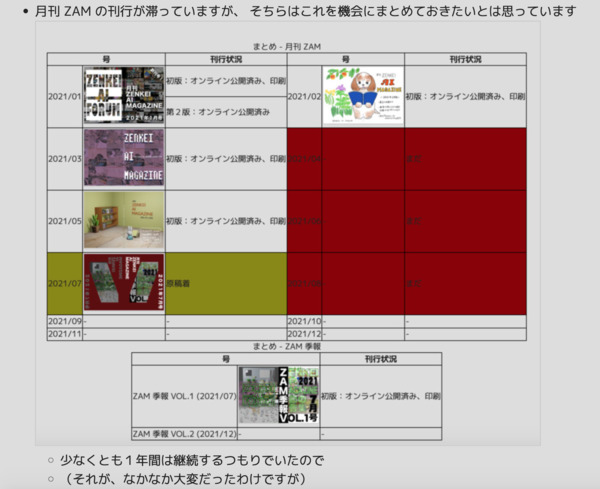 月刊 ZAM の刊行が滞っていますが、 そちらはこれを機会にまとめておきたいとは思っています
まとめ - 月刊 ZAM
号 刊行状況 号 刊行状況
2021/01
ZENKEI AI FORUM
月刊 ZENKEI AI MAGAZINE
2021年1月号
初版：オンライン公開済み、印刷
第２版：オンライン公開済み
2021/02
ZENKEI AI MAGAZINE
初版：オンライン公開済み、印刷
2021/03
ZENKEI AI MAGAZINE
初版：オンライン公開済み、印刷
2021/05
ZENKEI AI MAGAZINE
初版：オンライン公開済み、印刷
2021/07
2021
原稿着
2021/09 - - 2021/10 - -
2021/11 - - 2021/12 - -
まとめ - ZAM 季報
号 刊行状況
ZAM 季報 VOL.1 (2021/07)
ZAM季報
2021
7月号
VOL.1号
初版：オンライン公開済み、印刷
ZAM 季報 VOL.2 (2021/12) - -
少なくとも１年間は継続するつもりでいたので
（それが、なかなか大変だったわけですが）